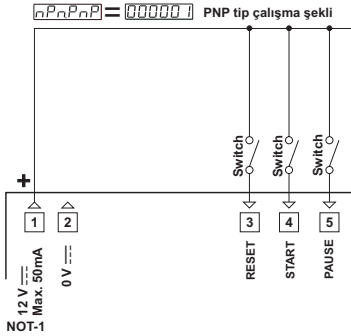 nPnPnP = 000001 PNP tip çalışma şekli
Switch
Switch
Switch
+
1
2
3
4
5
12 V
Max. 50mA
0 V
RESET
START
PAUSE
NOT-1